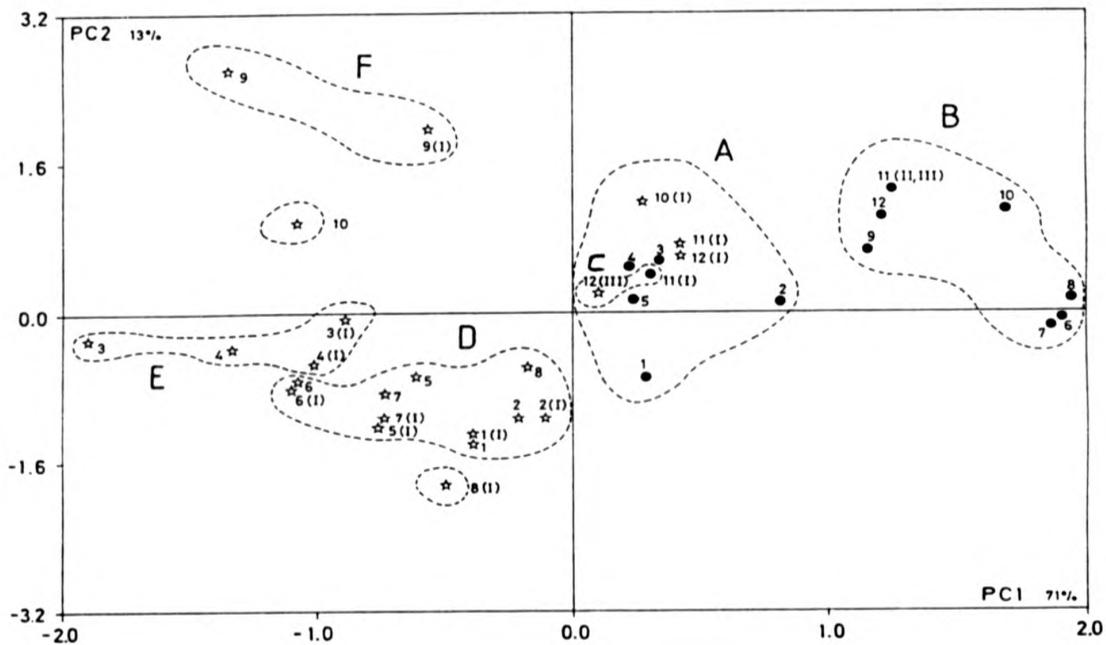 3.2
PC2 13%
F
9
B
A
9(I)
1.6
11(II,III)
10(I)
12
10
10
11(I)
3
9
4
12(I)
C
12(III)
11(I)
8
5
2
0.0
6
3(I)
7
D
3
4
4(I)
E
6
5
8
1
6(I)
7
2
2(I)
7(I)
5(I)
1(I)
1
-1.6
8(I)
PC1 71%
-3.2
-2.0
-1.0
0.0
1.0
2.0